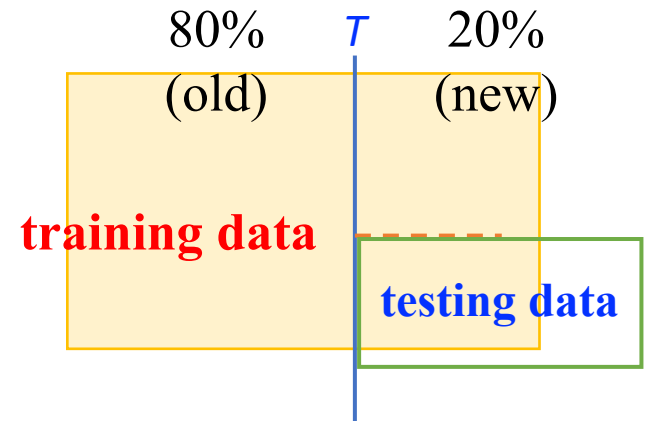 80% T 20%
(old) (new)
training data
testing data